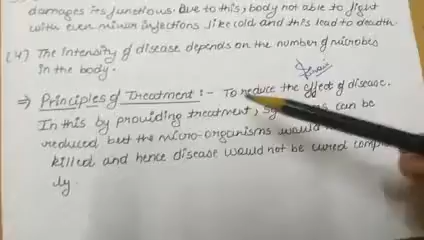 damages its functions. Due to this, body not able to fight
with even minor infections like cold and this lead to deadth.
(4) The intensity of disease depends on the number of microbes
in the body.
⇒ Principles of Treatment :- To reduce the effect of disease.
In this by providing treatment, can be
reduced but the micro-organisms would
killed and hence disease would not be cured comp
ly.